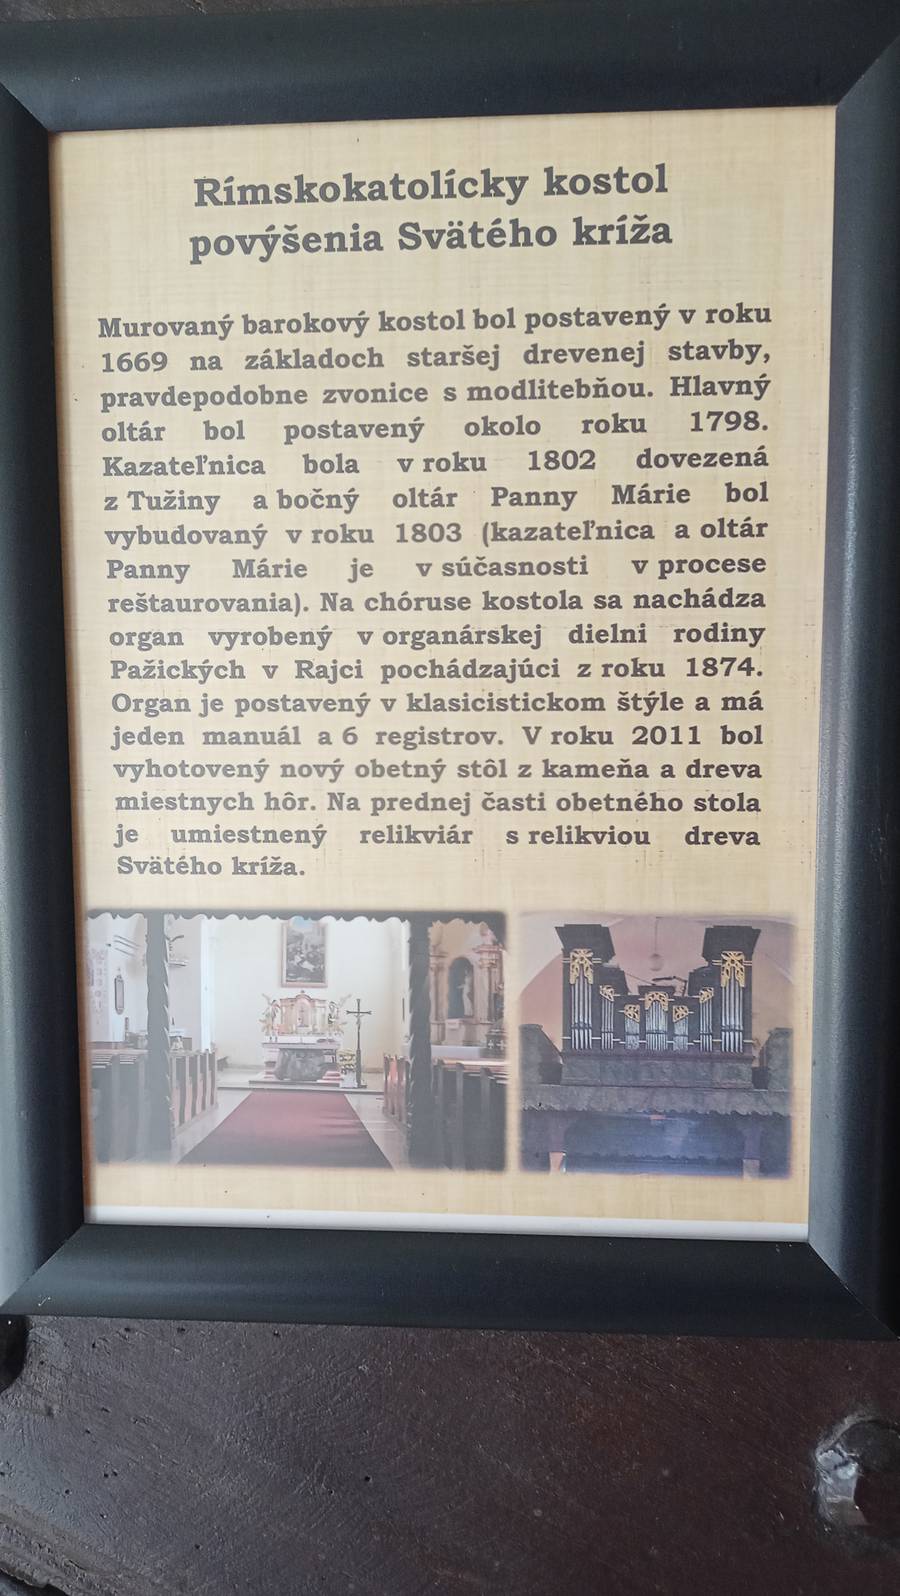 Rímskokatolícky kostol
povýšenia Svätého kríža
Murovaný barokový kostol bol postavený v roku
1669 na základoch staršej drevenej stavby,
pravdepodobne zvonice s modlitebňou. Hlavný
oltár bol postavený okolo roku 1798.
Kazateľnica bola v roku 1802 dovezená
z Tužiny a bočný oltár Panny Márie bol
vybudovaný v roku 1803 (kazateľnica a oltár
Panny Márie je v súčasnosti v procese
reštaurovania). Na chóruse kostola sa nachádza
organ vyrobený v organárskej dielni rodiny
Pažických v Rajci pochádzajúci z roku 1874.
Organ je postavený v klasicistickom štýle a má
jeden manuál a 6 registrov. V roku 2011 bol
vyhotovený nový obetný stôl z kameňa a dreva
miestnych hôr. Na prednej časti obetného stola
je umiestnený relikviár s relikviou dreva
Svätého kríža.